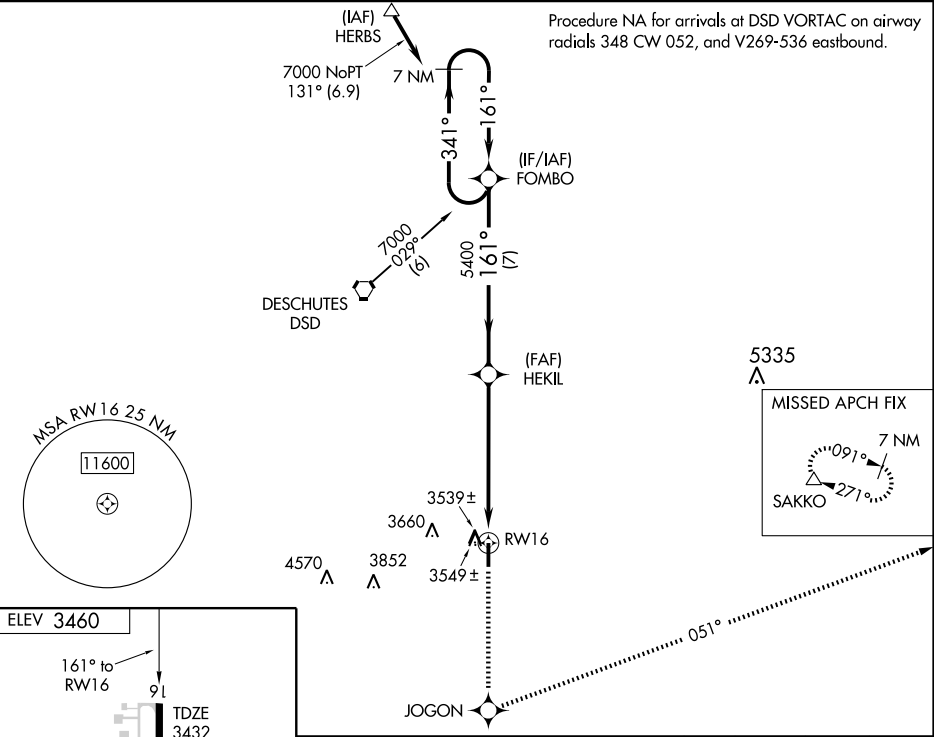 (IAF)
HERBS
Procedure NA for arrivals at DSD VORTAC on airway
radials 348 CW 052, and V269-536 eastbound.
7000 NoPT
131° (6.9)
7 NM
341°
161°
(IF/IAF)
FOMBO
7000
029°
(6)
5400
161°
(7)
DESCHUTES
DSD
(FAF)
HEKIL
5335
MISSED APCH FIX
7 NM
091°
271°
SAKKO
MSA RW16 25 NM
11600
3539±
3660
RW16
4570
3852
3549±
ELEV 3460
161° to
RW16
16
TDZE
3432
051°
JOGON